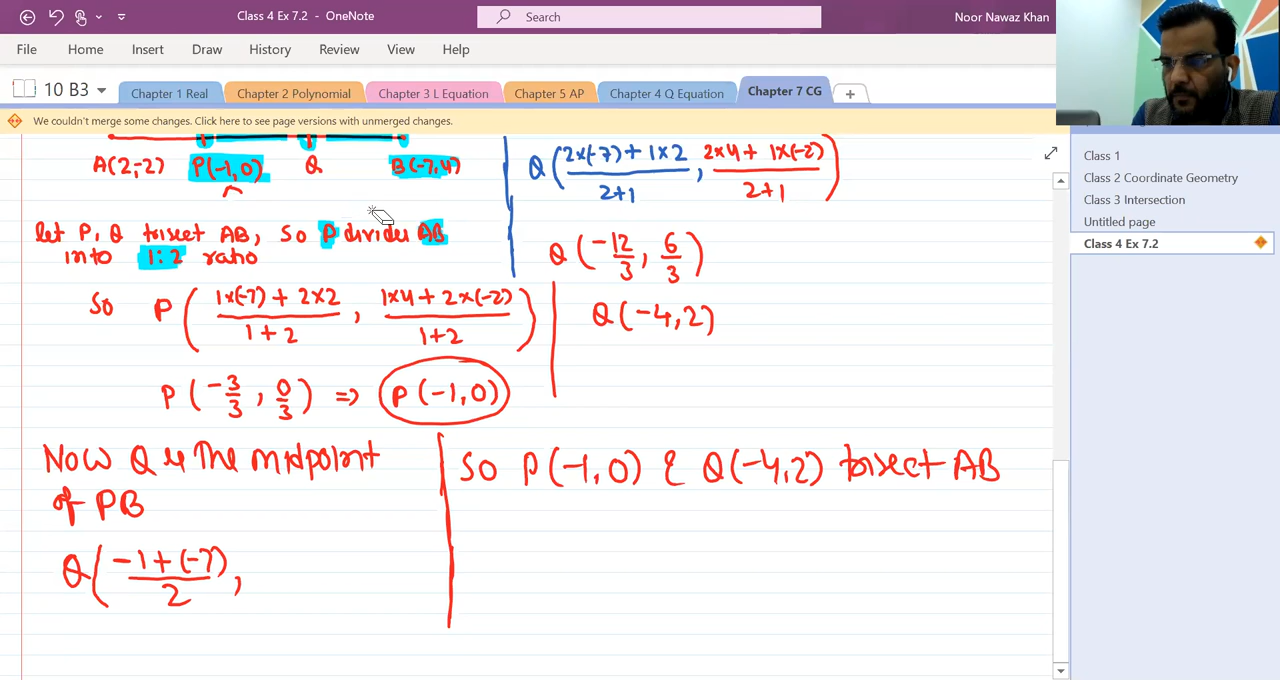 Class 4 Ex 7.2 - OneNote
Search
Noor Nawaz Khan
File Home Insert Draw History Review View Help
10 B3
Chapter 1 Real
Chapter 2 Polynomial
Chapter 3 L Equation
Chapter 5 AP
Chapter 4 Q Equation
Chapter 7 CG
We couldn't merge some changes. Click here to see page versions with unmerged changes.
A(2,-2) P(-1,0) Q B(-7,4)
let P, Q trisect AB, So P divides AB
into 1:2 ratio
So P( (1×(-7) + 2×2)/(1+2) , (1×4 + 2×(-2))/(1+2) )
P( -3/3 , 0/3 ) => P(-1,0)
Q( (2×(-7) + 1×2)/(2+1) , (2×4 + 1×(-2))/(2+1) )
Q( -12/3 , 6/3 )
Q(-4,2)
Now Q is the midpoint
of PB
Q( (-1+(-7))/2 ,
So P(-1,0) & Q(-4,2) trisect AB
Class 1
Class 2 Coordinate Geometry
Class 3 Intersection
Untitled page
Class 4 Ex 7.2